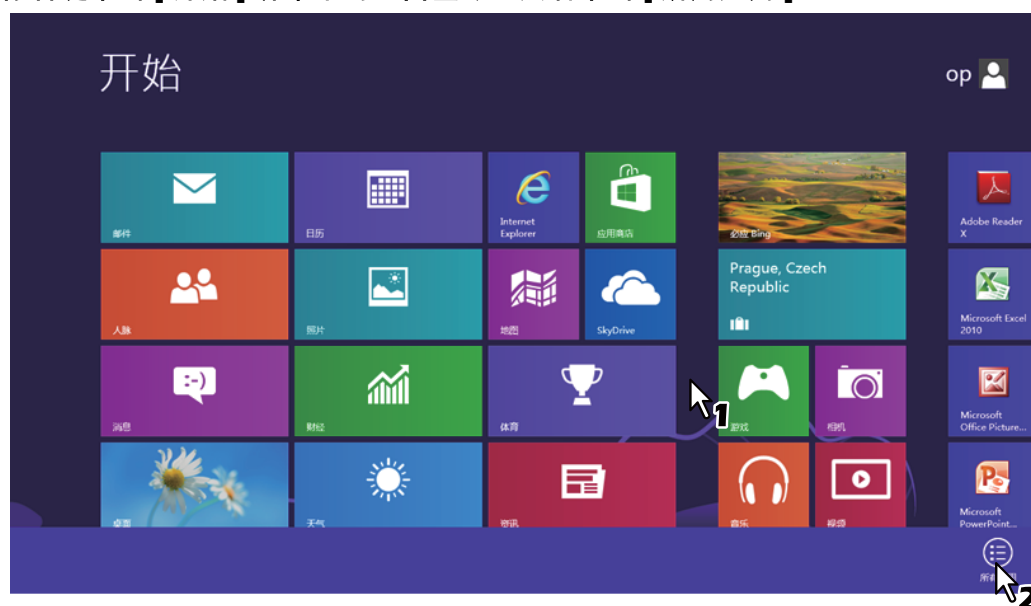 开始
op
邮件
日历
Internet
Explorer
应用商店
必应 Bing
Adobe Reader
X
人脉
照片
地图
SkyDrive
Prague, Czech
Republic
Microsoft Excel
2010
消息
财经
体育
游戏
相机
Microsoft
Office Picture...
桌面
天气
资讯
音乐
视频
Microsoft
PowerPoint...
1
2